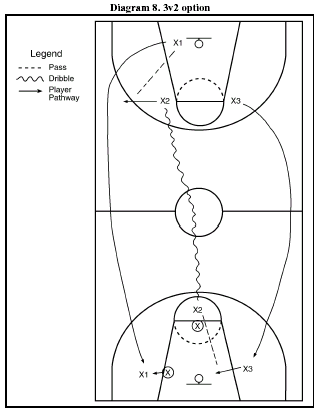 Diagram 8. 3v2 option
Legend
Pass
Dribble
Player
Pathway
X1
X2
X3
X2
X
X1
X
X3